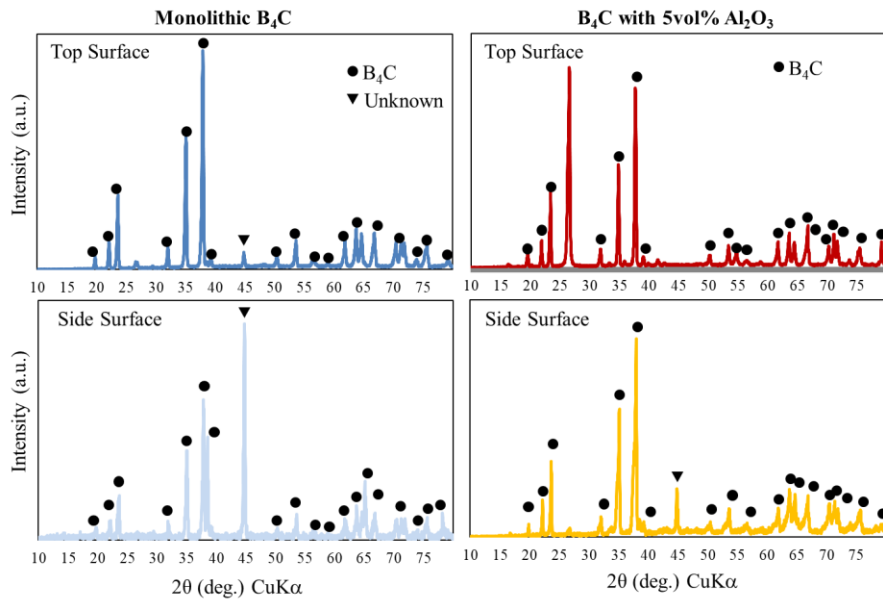 Monolithic B₄C
B₄C with 5vol% Al₂O₃
Top Surface
● B₄C
▼ Unknown
Intensity (a.u.)
10 15 20 25 30 35 40 45 50 55 60 65 70 75
Top Surface
● B₄C
10 15 20 25 30 35 40 45 50 55 60 65 70 75
Side Surface
Intensity (a.u.)
10 15 20 25 30 35 40 45 50 55 60 65 70 75
2θ (deg.) CuKα
Side Surface
10 15 20 25 30 35 40 45 50 55 60 65 70 75
2θ (deg.) CuKα